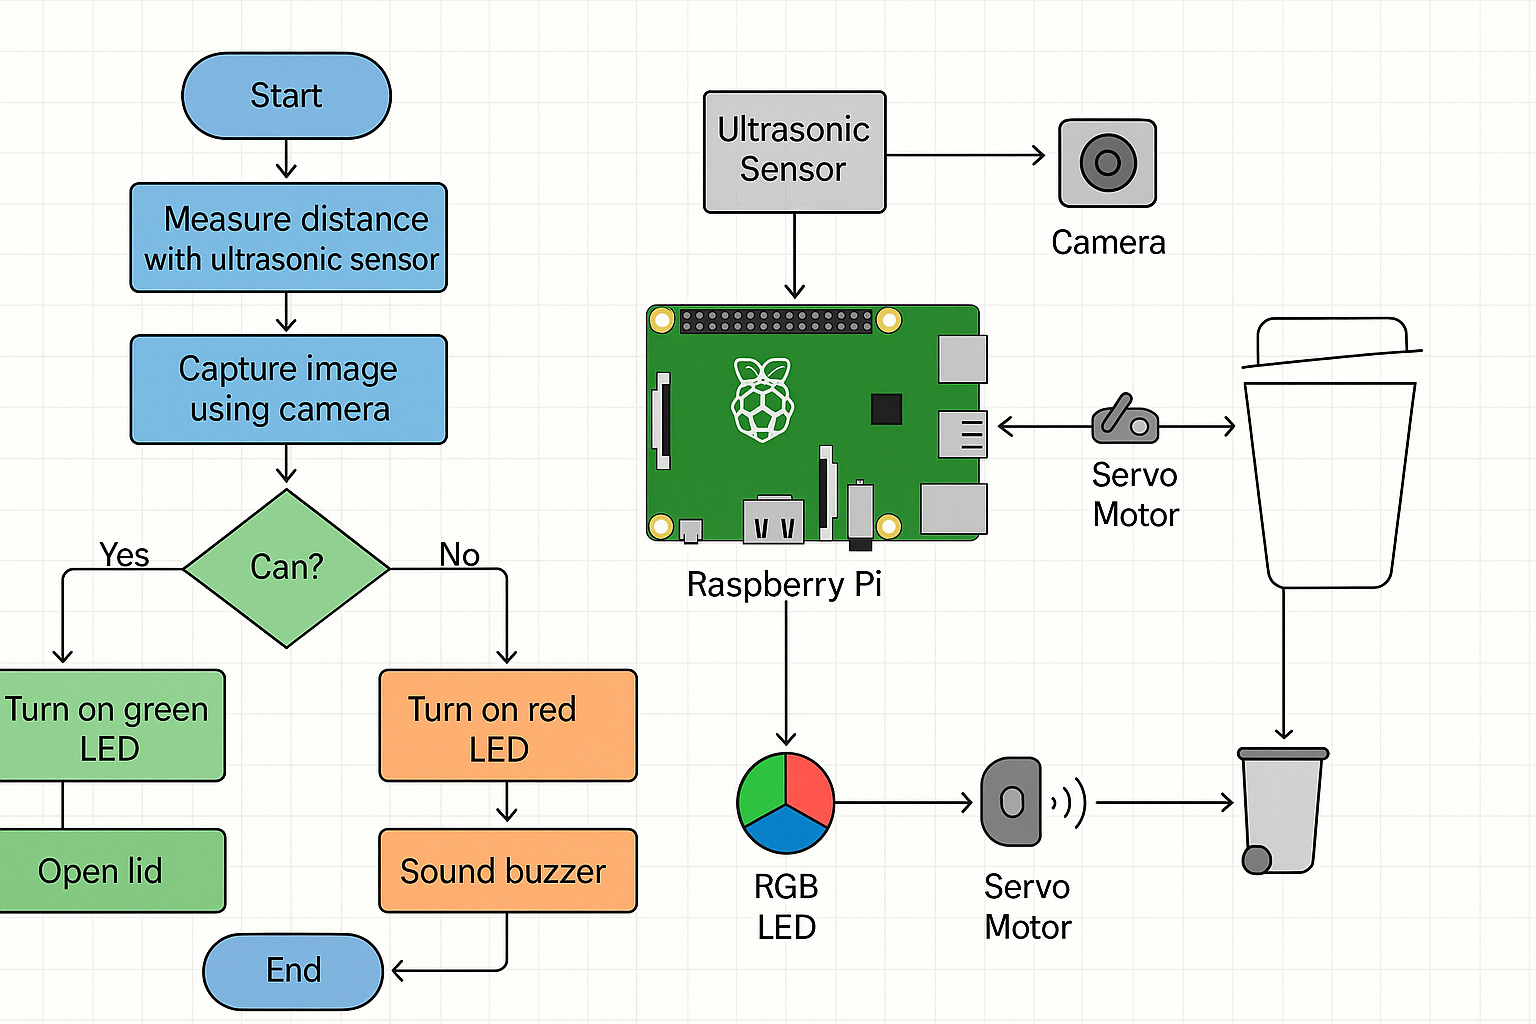 Start
Measure distance
with ultrasonic sensor
Capture image
using camera
Can?
Yes
No
Turn on green
LED
Turn on red
LED
Open lid
Sound buzzer
End
Ultrasonic
Sensor
Camera
Raspberry Pi
Servo
Motor
RGB
LED
Servo
Motor